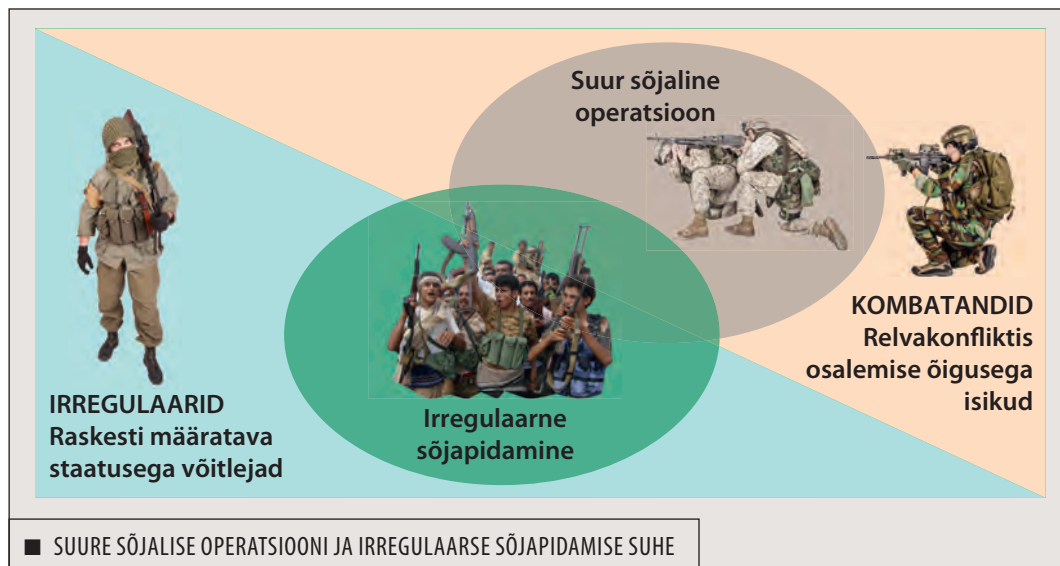 Suur sõjaline
operatsioon
KOMBATANDID
Relvakonfliktis
osalemise õigusega
isikud
IRREGULAARID
Raskesti määratava
staatusega võitlejad
Irregulaarne
sõjapidamine
■ SUURE SÕJALISE OPERATSIOONI JA IRREGULAARSE SÕJAPIDAMISE SUHE